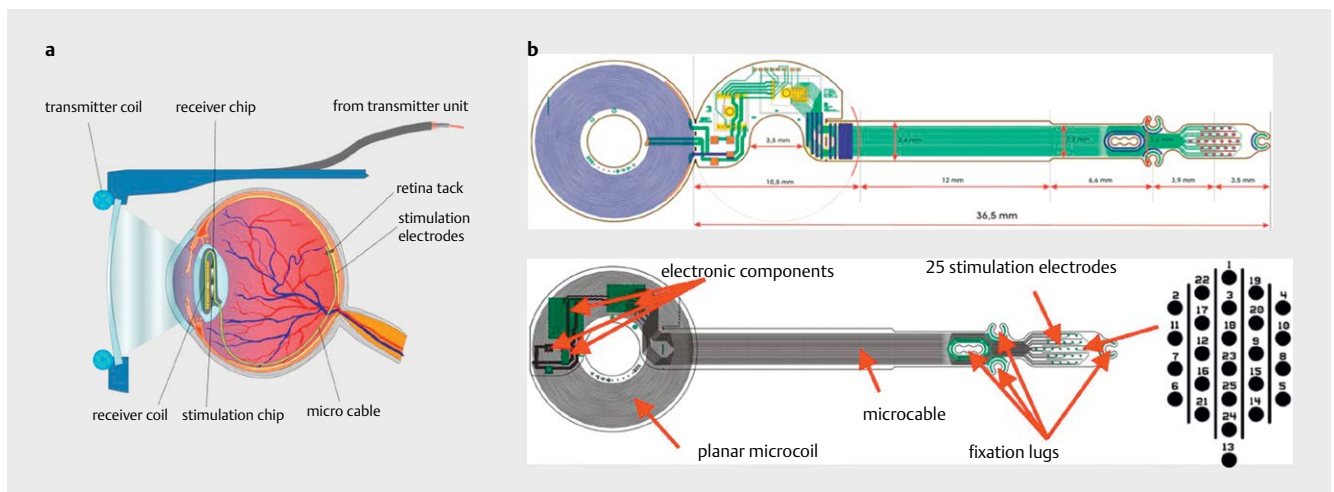 a
transmitter coil
receiver chip
from transmitter unit
retina tack
stimulation
electrodes
receiver coil
stimulation chip
micro cable
b
3,5 mm
10,5 mm
12 mm
6,6 mm
3,9 mm
3,5 mm
36,5 mm
electronic components
25 stimulation electrodes
microcable
planar microcoil
fixation lugs
1
22
19
2
3
4
17
20
11
18
10
12
9
7
23
8
16
15
6
25
5
21
14
24
13